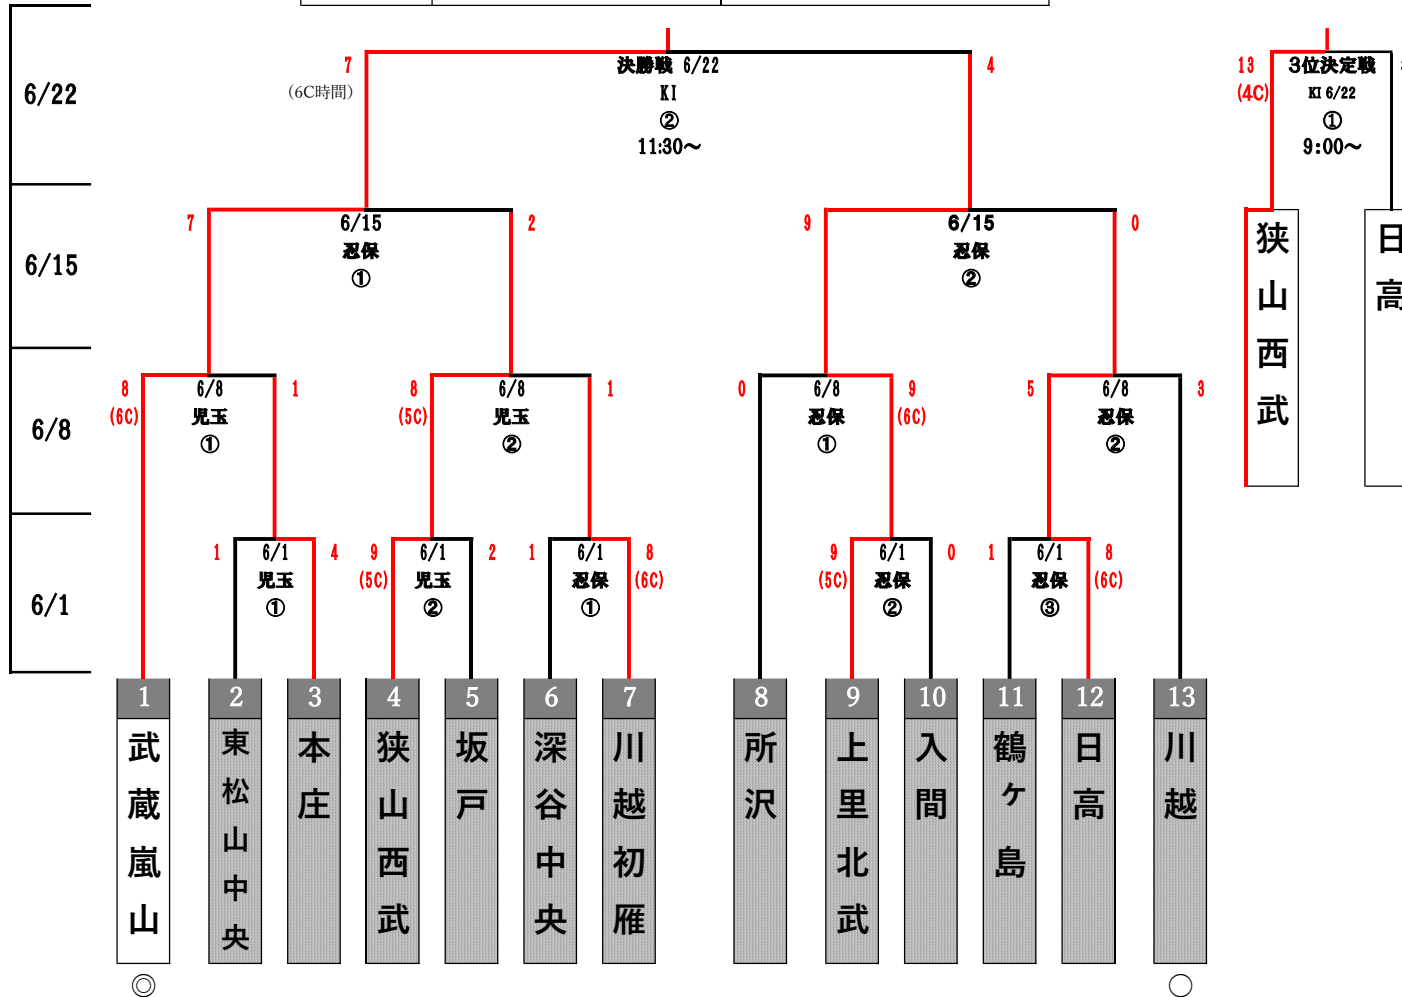 6/22
6/15
6/8
6/1
7
(6C時間)
決勝戦 6/22
KI
②
11:30～
4
13
(4C)
3位決定戦
KI 6/22
①
9:00～
7
6/15
忍保
①
2
9
6/15
忍保
②
0
狭山西武
日高
8
(6C)
6/8
児玉
①
1
8
(5C)
6/8
児玉
②
1
0
6/8
忍保
①
9
(6C)
5
6/8
忍保
②
3
1
6/1
児玉
①
4
9
(5C)
6/1
児玉
②
2
1
6/1
忍保
①
8
(6C)
9
(5C)
6/1
忍保
②
0
1
6/1
忍保
③
8
(6C)
1
武蔵嵐山
◎
2
東松山中央
3
本庄
4
狭山西武
5
坂戸
6
深谷中央
7
川越初雁
8
所沢
9
上里北武
10
入間
11
鶴ケ島
12
日高
13
川越
○